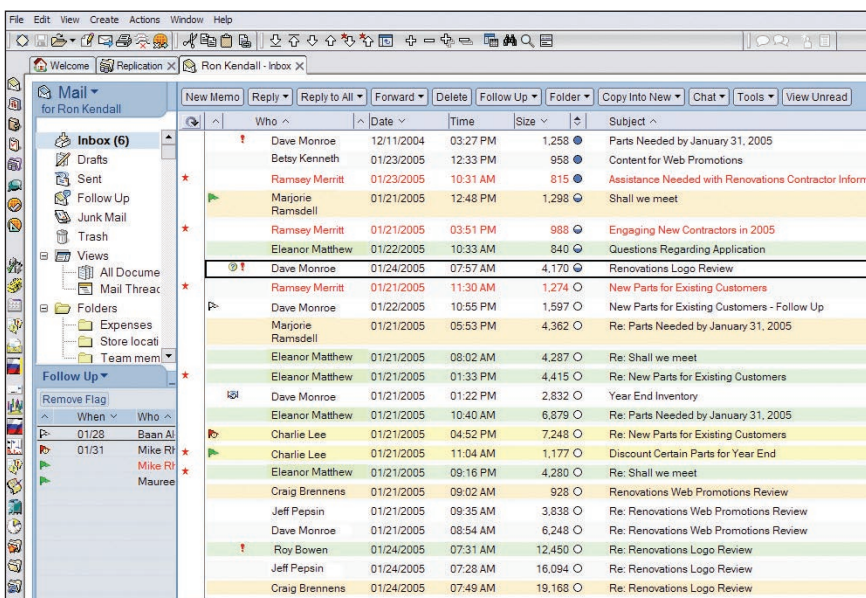 File Edit View Create Actions Window Help
Welcome Replication Ron Kendall - Inbox
Mail
for Ron Kendall
New Memo Reply Reply to All Forward Delete Follow Up Folder Copy Into New Chat Tools View Unread
Inbox (6)
Drafts
Sent
Follow Up
Junk Mail
Trash
Views
All Docume
Mail Threac
Folders
Expenses
Store locati
Team mem
Follow Up
Remove Flag
When Who
01/28 Baan Al
01/31 Mike Rh
Mike Rh
Mauree
Who Date Time Size Subject
Dave Monroe 12/11/2004 03:27 PM 1,258 Parts Needed by January 31, 2005
Betsy Kenneth 01/23/2005 12:33 PM 958 Content for Web Promotions
Ramsey Merritt 01/23/2005 10:31 AM 815 Assistance Needed with Renovations Contractor Inform
Marjorie 01/21/2005 12:48 PM 1,298 Shall we meet
Ramsdell
Ramsey Merritt 01/21/2005 03:51 PM 988 Engaging New Contractors in 2005
Eleanor Matthew 01/22/2005 10:33 AM 840 Questions Regarding Application
Dave Monroe 01/24/2005 07:57 AM 4,170 Renovations Logo Review
Ramsey Merritt 01/21/2005 11:30 AM 1,274 New Parts for Existing Customers
Dave Monroe 01/22/2005 10:55 PM 1,597 New Parts for Existing Customers - Follow Up
Marjorie 01/21/2005 05:53 PM 4,362 Re: Parts Needed by January 31, 2005
Ramsdell
Eleanor Matthew 01/21/2005 08:02 AM 4,287 Re: Shall we meet
Eleanor Matthew 01/21/2005 01:33 PM 4,415 Re: New Parts for Existing Customers
Dave Monroe 01/21/2005 01:22 PM 2,832 Year End Inventory
Eleanor Matthew 01/21/2005 10:40 AM 6,879 Re: Parts Needed by January 31, 2005
Charlie Lee 01/21/2005 04:52 PM 7,248 Re: New Parts for Existing Customers
Charlie Lee 01/21/2005 11:04 AM 1,177 Discount Certain Parts for Year End
Eleanor Matthew 01/21/2005 09:16 PM 4,280 Re: Shall we meet
Craig Brennens 01/21/2005 09:02 AM 928 Renovations Web Promotions Review
Jeff Pepsin 01/21/2005 09:35 AM 3,838 Re: Renovations Web Promotions Review
Dave Monroe 01/21/2005 08:54 AM 6,248 Re: Renovations Web Promotions Review
Roy Bowen 01/24/2005 07:31 AM 12,450 Re: Renovations Logo Review
Jeff Pepsin 01/24/2005 07:28 AM 16,094 Re: Renovations Logo Review
Craig Brennens 01/24/2005 07:49 AM 19,168 Re: Renovations Logo Review